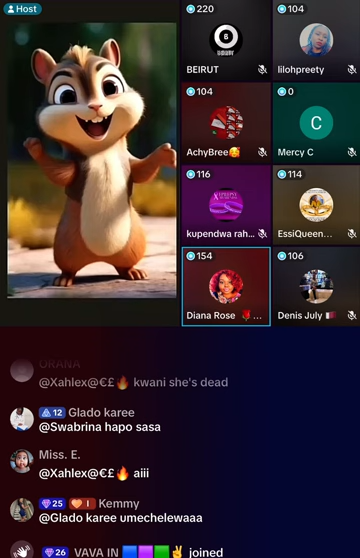 Host
220
BEIRUT
104
lilohpreety
104
AchyBree🥰
0
C
Mercy C
116
kupendwa rah...
114
EssiQueen...
154
Diana Rose 🌹...
106
Denis July 🇲🇨
ORANA
@Xahlex@€£🔥 kwani she's dead
12 Glado karee
@Swabrina hapo sasa
Miss. E.
@Xahlex@€£🔥 aiii
25 I Kemmy
@Glado karee umechelewaaa
26 VAVA IN 🟦🟪🟩✌️ joined